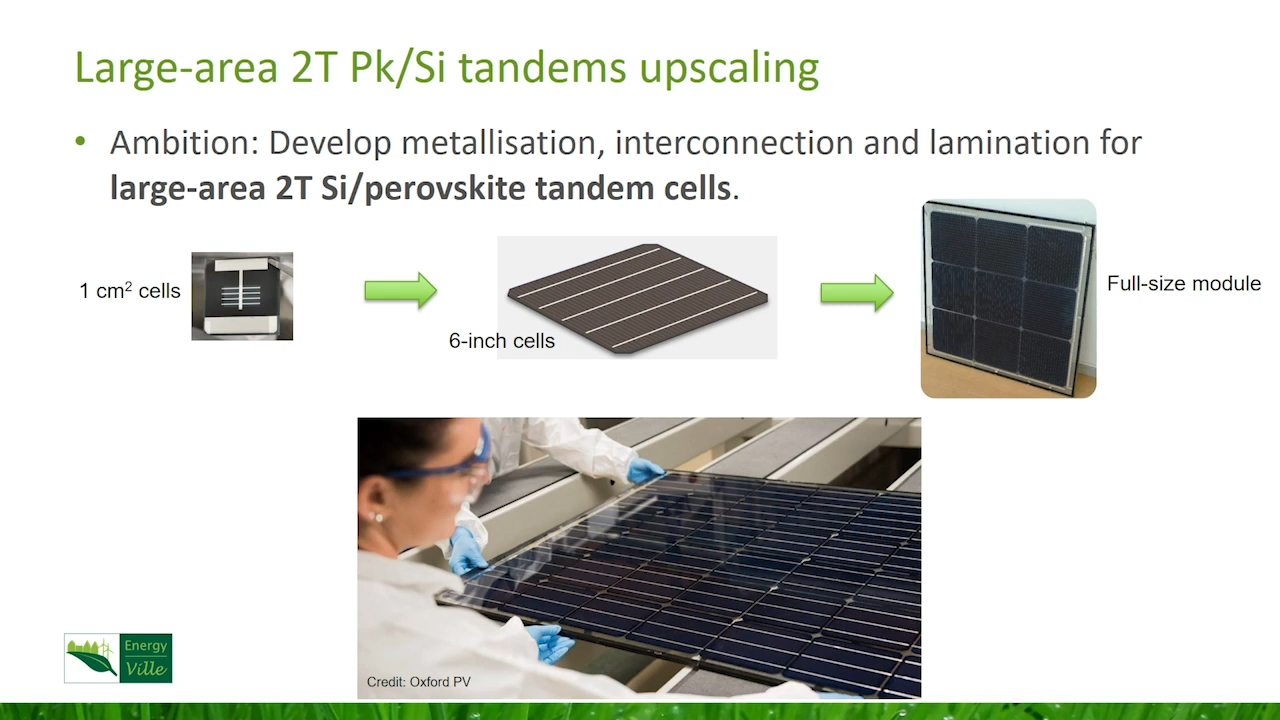 Large-area 2T Pk/Si tandems upscaling
• Ambition: Develop metallisation, interconnection and lamination for
large-area 2T Si/perovskite tandem cells.
1 cm² cells
6-inch cells
Full-size module
Credit: Oxford PV
Energy
Ville